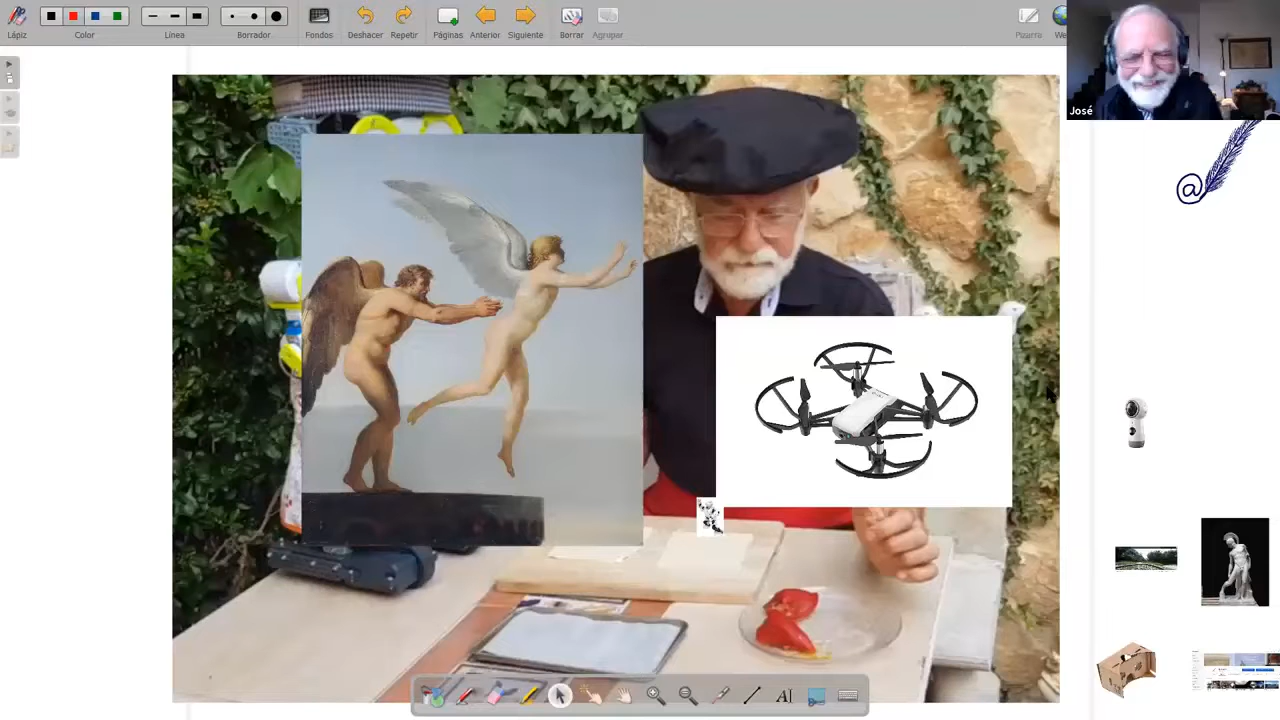 Lápiz
Color
Línea
Borrador
Fondos
Deshacer
Repetir
Páginas
Anterior
Siguiente
Borrar
Agrupar
Pizarra
José
@